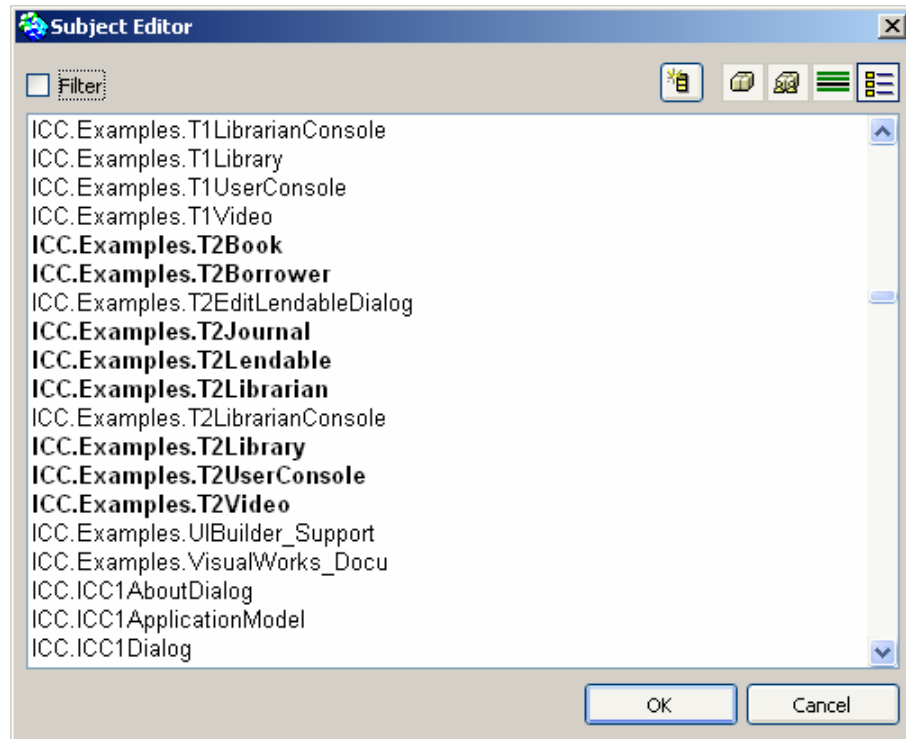 Subject Editor
Filter
ICC.Examples.T1LibrarianConsole
ICC.Examples.T1Library
ICC.Examples.T1UserConsole
ICC.Examples.T1Video
ICC.Examples.T2Book
ICC.Examples.T2Borrower
ICC.Examples.T2EditLendableDialog
ICC.Examples.T2Journal
ICC.Examples.T2Lendable
ICC.Examples.T2Librarian
ICC.Examples.T2LibrarianConsole
ICC.Examples.T2Library
ICC.Examples.T2UserConsole
ICC.Examples.T2Video
ICC.Examples.UIBuilder_Support
ICC.Examples.VisualWorks_Docu
ICC.ICC1AboutDialog
ICC.ICC1ApplicationModel
ICC.ICC1Dialog
OK Cancel